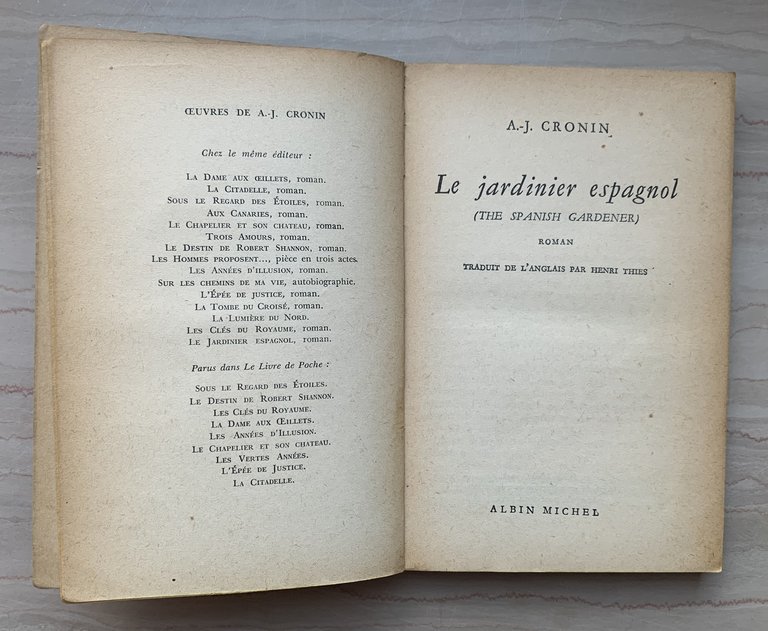 ŒUVRES DE A.-J. CRONIN
Chez le même éditeur :
La Dame aux œillets, roman.
La Citadelle, roman.
Sous le Regard des Étoiles, roman.
Aux Canaries, roman.
Le Chapelier et son chateau, roman.
Trois Amours, roman.
Le Destin de Robert Shannon, roman.
Les Hommes proposent..., pièce en trois actes.
Les Années d'illusion, roman.
Sur les chemins de ma vie, autobiographie.
L'Épée de justice, roman.
La Tombe du Croisé, roman.
La Lumière du Nord.
Les Clés du Royaume, roman.
Le Jardinier espagnol, roman.
Parus dans Le Livre de Poche :
Sous le Regard des Étoiles.
Le Destin de Robert Shannon.
Les Clés du Royaume.
La Dame aux Œillets.
Les Années d'Illusion.
Le Chapelier et son chateau.
Les Vertes Années.
L'Épée de Justice.
La Citadelle.
A.-J. CRONIN
Le jardinier espagnol
(THE SPANISH GARDENER)
ROMAN
TRADUIT DE L'ANGLAIS PAR HENRI THIES
ALBIN MICHEL